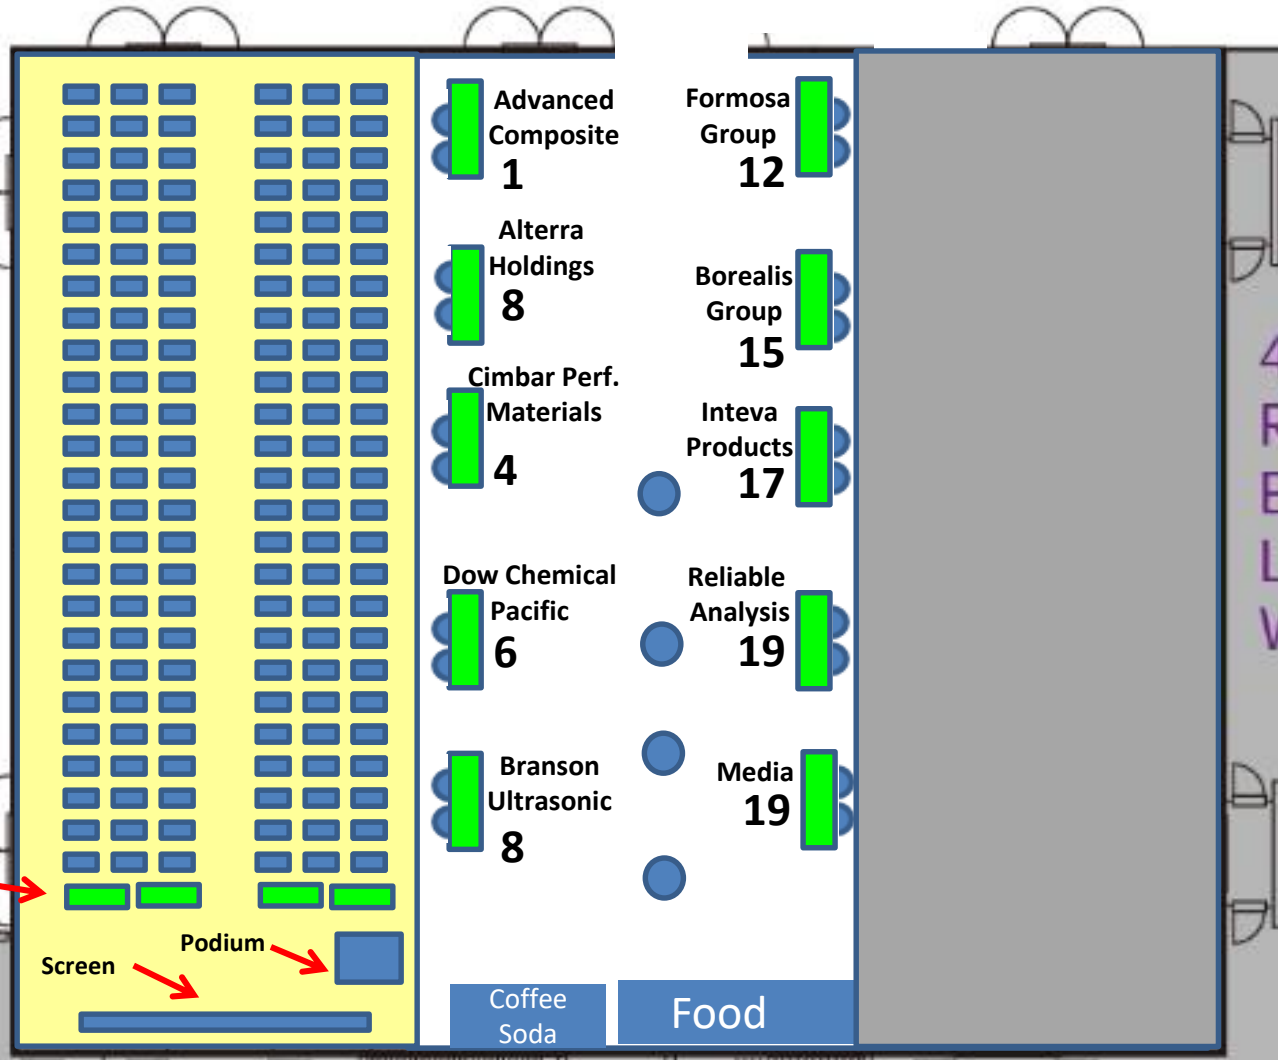 Advanced
Composite
1
Alterra
Holdings
8
Cimbar Perf.
Materials
4
Dow Chemical
Pacific
6
Branson
Ultrasonic
8
Formosa
Group
12
Borealis
Group
15
Inteva
Products
17
Reliable
Analysis
19
Media
19
Podium
Screen
Coffee
Soda
Food
R
L